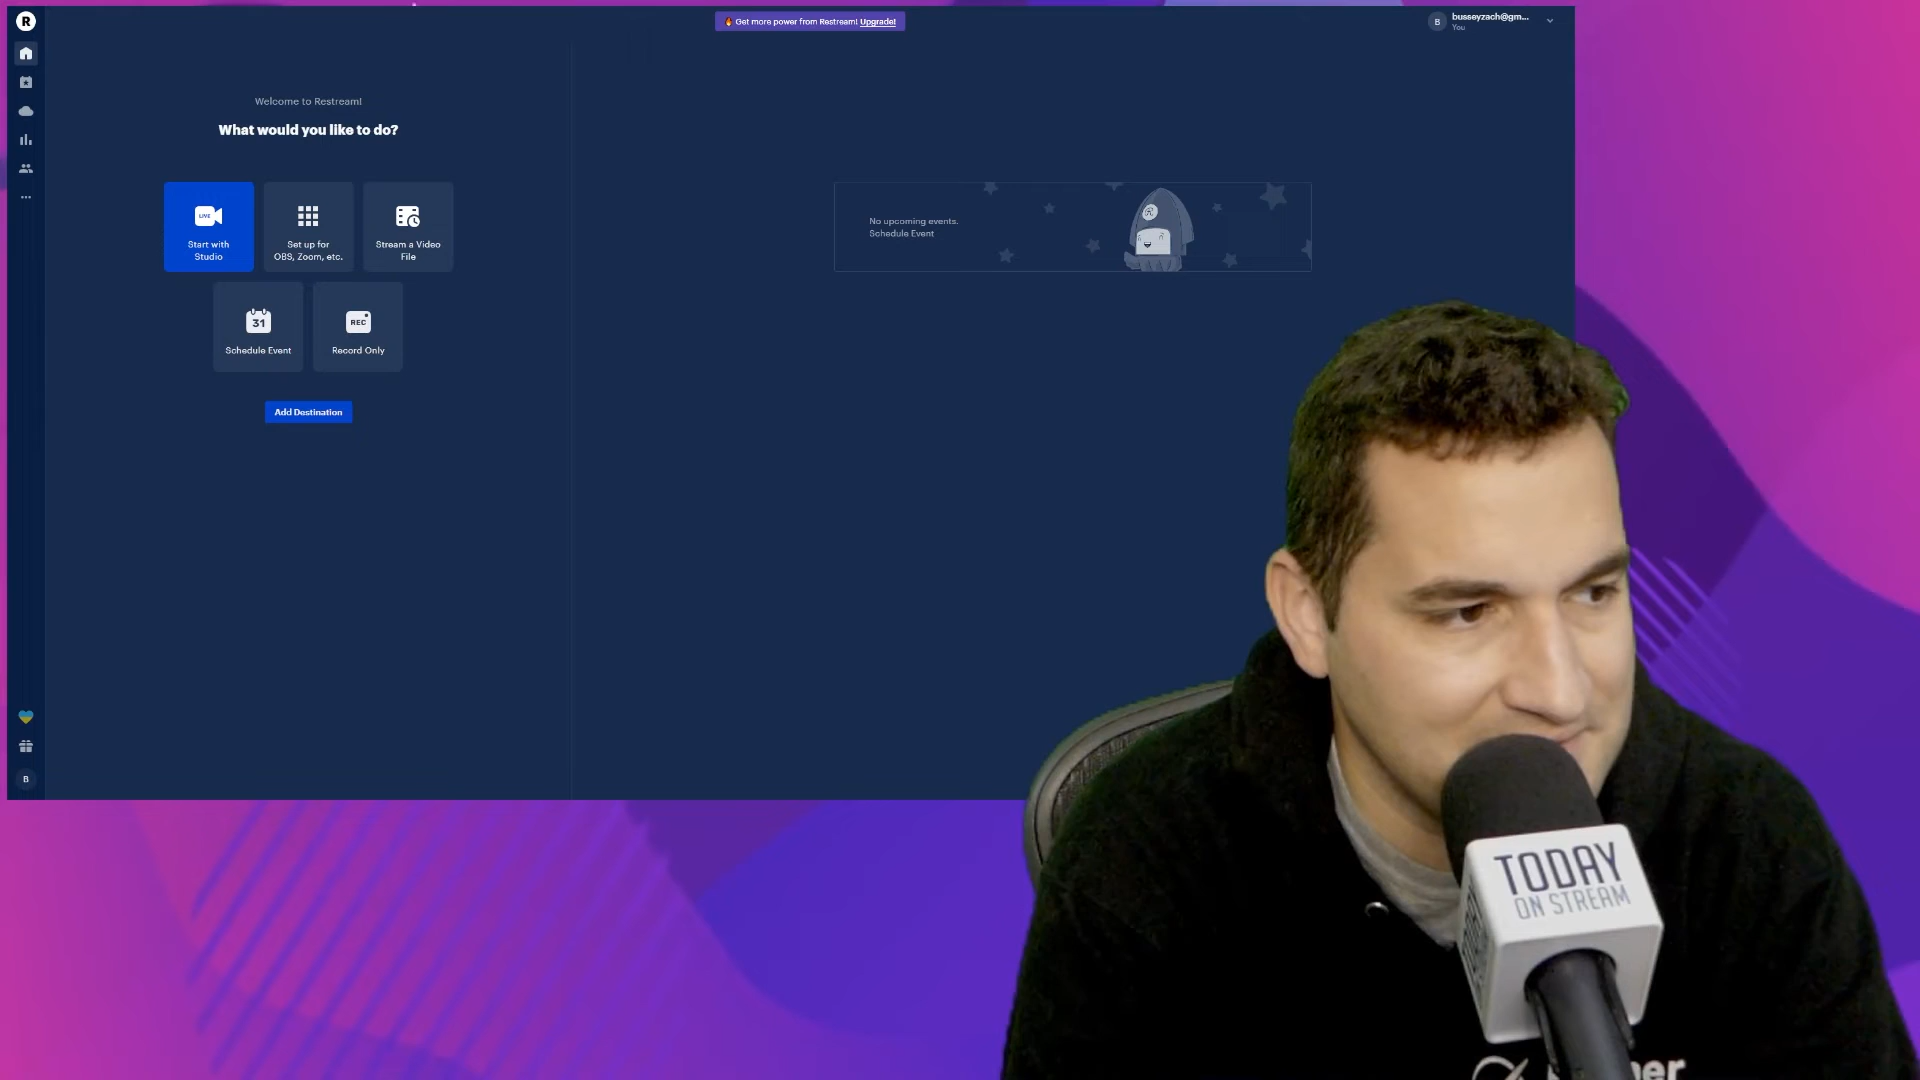 R
🔥 Get more power from Restream! Upgrade!
B
busseyzach@gm...
You
Welcome to Restream!
What would you like to do?
LIVE
Start with
Studio
Set up for
OBS, Zoom, etc.
Stream a Video
File
31
Schedule Event
REC
Record Only
Add Destination
No upcoming events.
Schedule Event
R
B
TODAY
ON STREAM